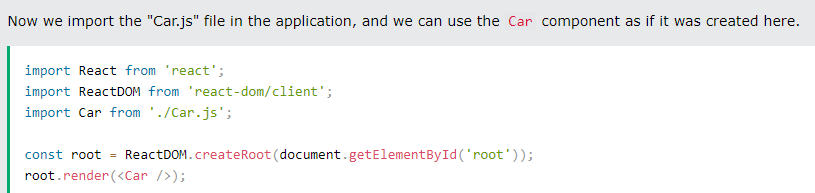 Now we import the "Car.js" file in the application, and we can use the Car component as if it was created here.
import React from 'react';
import ReactDOM from 'react-dom/client';
import Car from './Car.js';
const root = ReactDOM.createRoot(document.getElementById('root'));
root.render(<Car />);